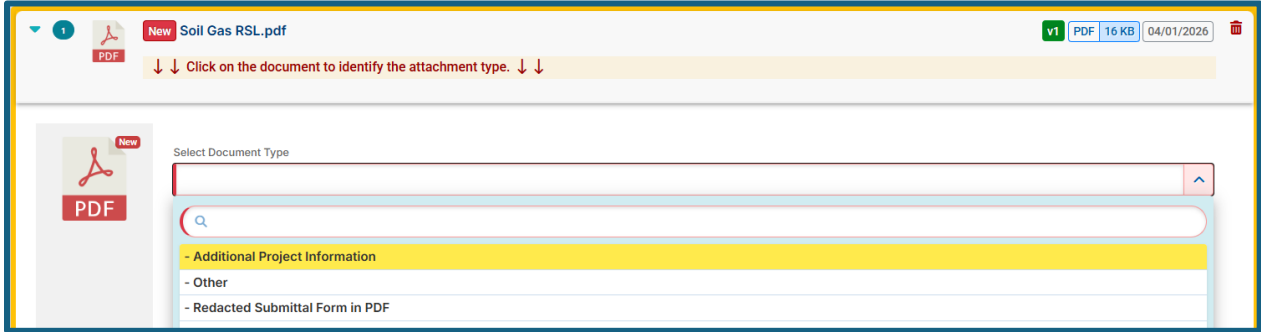 1 New Soil Gas RSL.pdf v1 PDF 16 KB 04/01/2026
PDF
↓ ↓ Click on the document to identify the attachment type. ↓ ↓
New
PDF
Select Document Type
- Additional Project Information
- Other
- Redacted Submittal Form in PDF